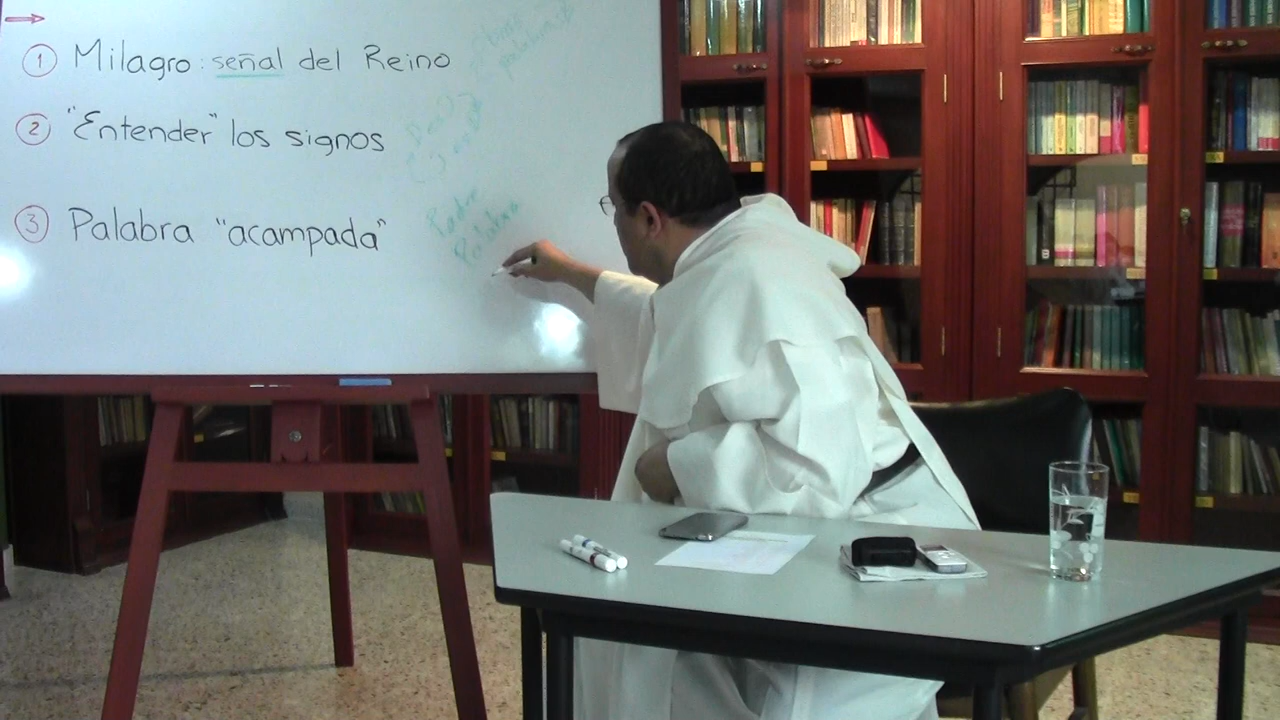 1 Milagro: señal del Reino
2 "Entender" los signos
3 Palabra "acampada"
Padre
Palabra